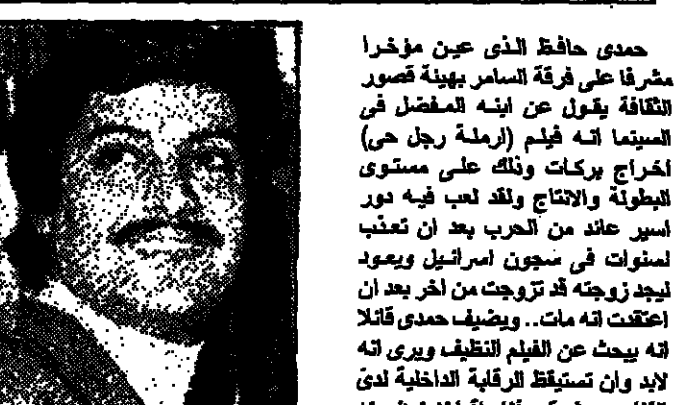 حمدى حافظ الذى عين مؤخرا
مشرفا على فرقة السامر بهيئة قصور
الثقافة يقول عن ابنه المفضل فى
السينما انه فيلم (ارملة رجل حى)
اخراج بركات وذلك على مستوى
البطولة والانتاج ولقد لعب فيه دور
اسير عائد من الحرب بعد ان تعذب
لسنوات فى سجون اسرائيل ويعود
ليجد زوجته قد تزوجت من اخر بعد ان
اعتقدت انه مات.. ويضيف حمدى قائلا
انه يبحث عن الفيلم النظيف ويرى انه
لابد وان تستيقظ الرقابة الداخلية لدى